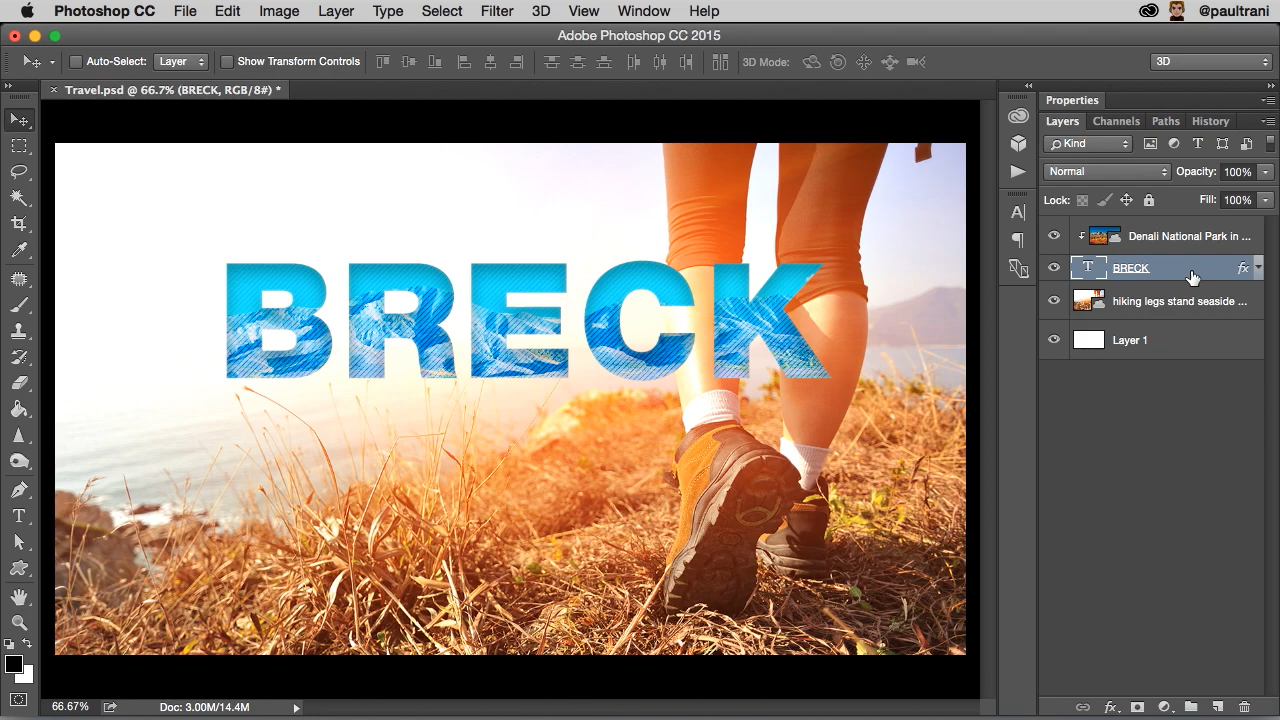 Photoshop CC File Edit Image Layer Type Select Filter 3D View Window Help @paultrani
Adobe Photoshop CC 2015
Auto-Select: Layer Show Transform Controls 3D Mode: 3D
× Travel.psd @ 66.7% (BRECK, RGB/8#) *
Properties
Layers Channels Paths History
Kind
Normal Opacity: 100%
Lock: Fill: 100%
Denali National Park in ...
BRECK fx
hiking legs stand seaside ...
Layer 1
BRECK
66.67% Doc: 3.00M/14.4M
fx